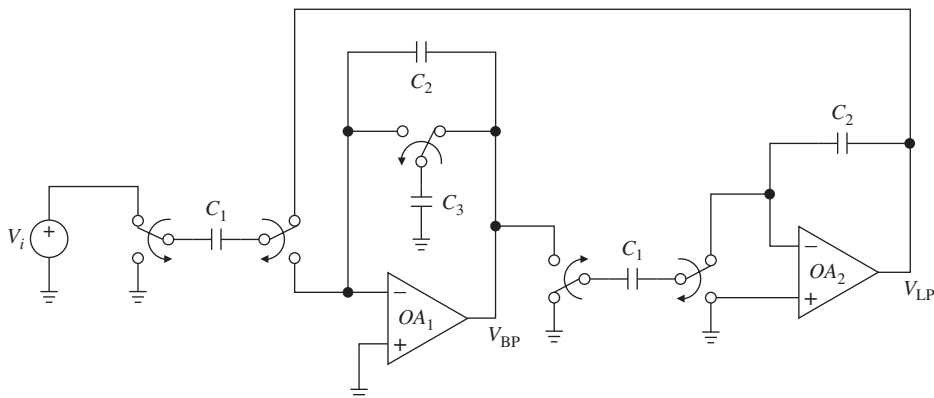 C2
C2
C1
C3
Vi
+
C1
−
OA1
+
VBP
−
OA2
+
VLP